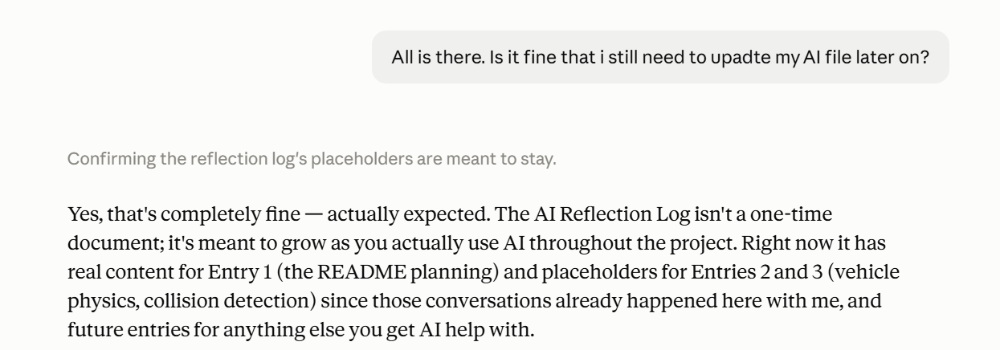 All is there. Is it fine that i still need to upadte my AI file later on?
Confirming the reflection log's placeholders are meant to stay.
Yes, that's completely fine — actually expected. The AI Reflection Log isn't a one-time
document; it's meant to grow as you actually use AI throughout the project. Right now it has
real content for Entry 1 (the README planning) and placeholders for Entries 2 and 3 (vehicle
physics, collision detection) since those conversations already happened here with me, and
future entries for anything else you get AI help with.